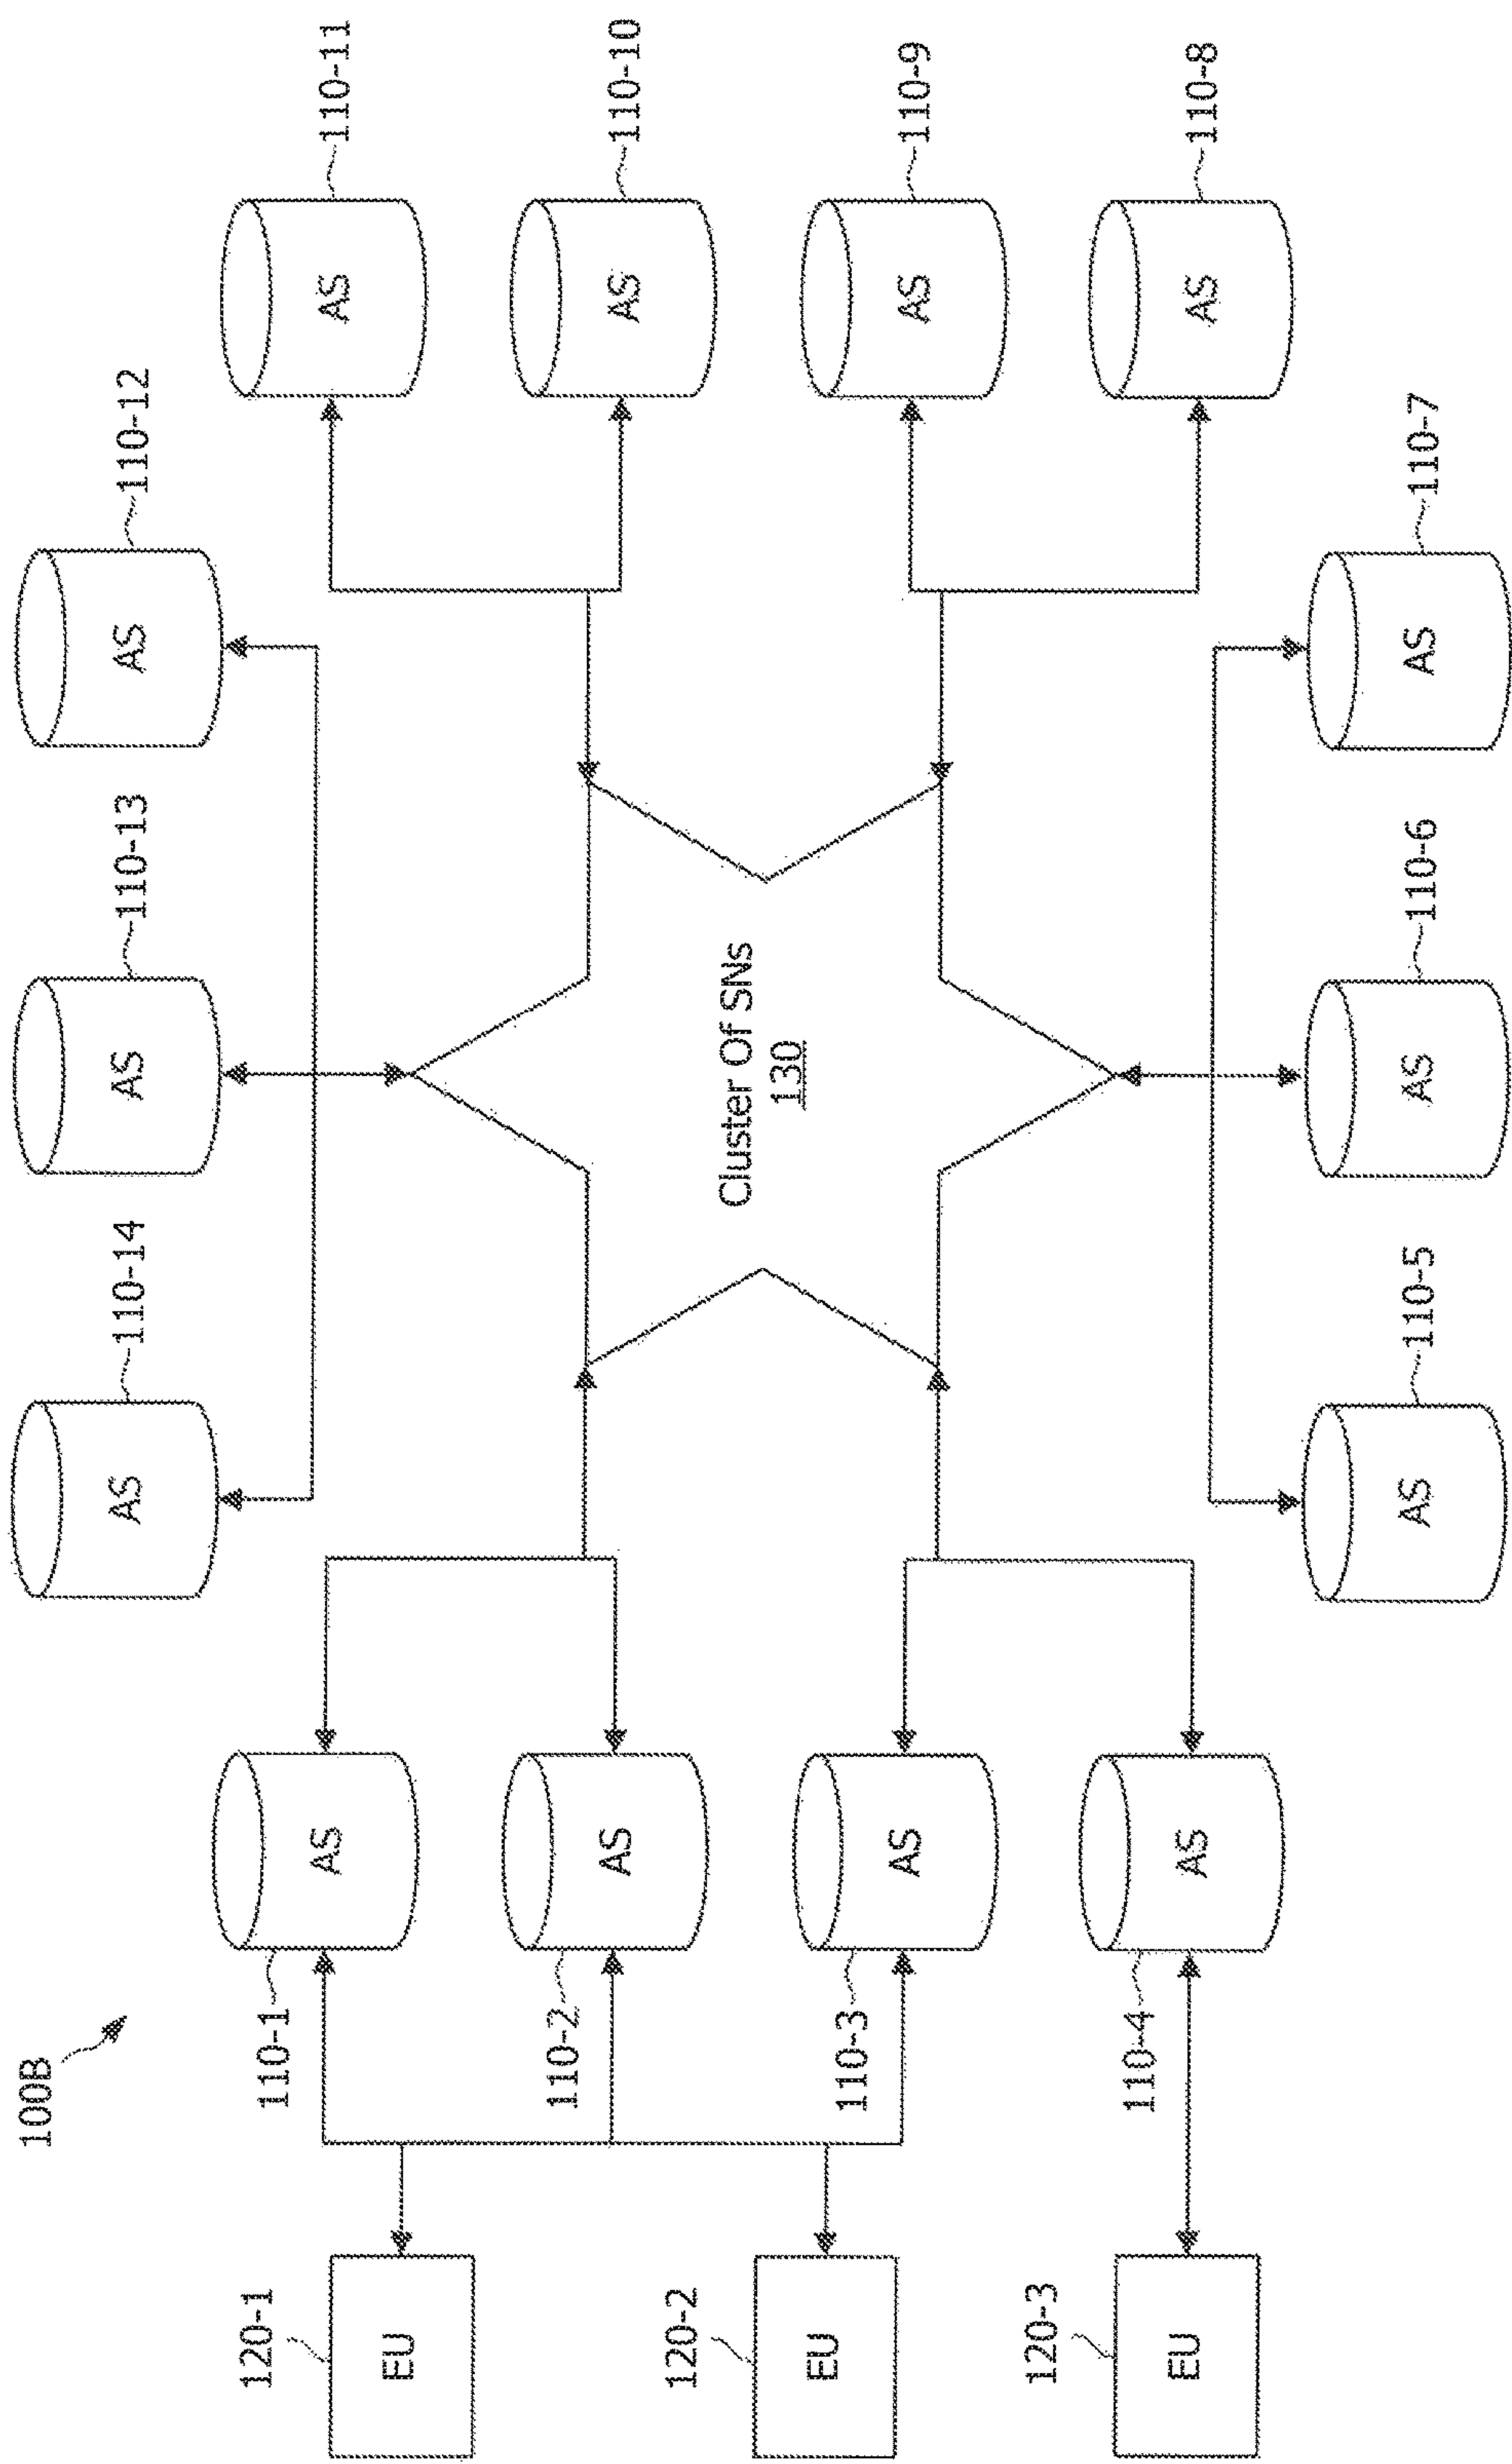 100B
110-14
110-13
110-12
AS
AS
AS
120-1
EU
110-1
AS
AS
110-11
110-2
AS
AS
110-10
Cluster Of SNs
130
120-2
EU
110-3
AS
AS
110-9
120-3
EU
110-4
AS
AS
110-8
110-5
110-6
110-7
AS
AS
AS